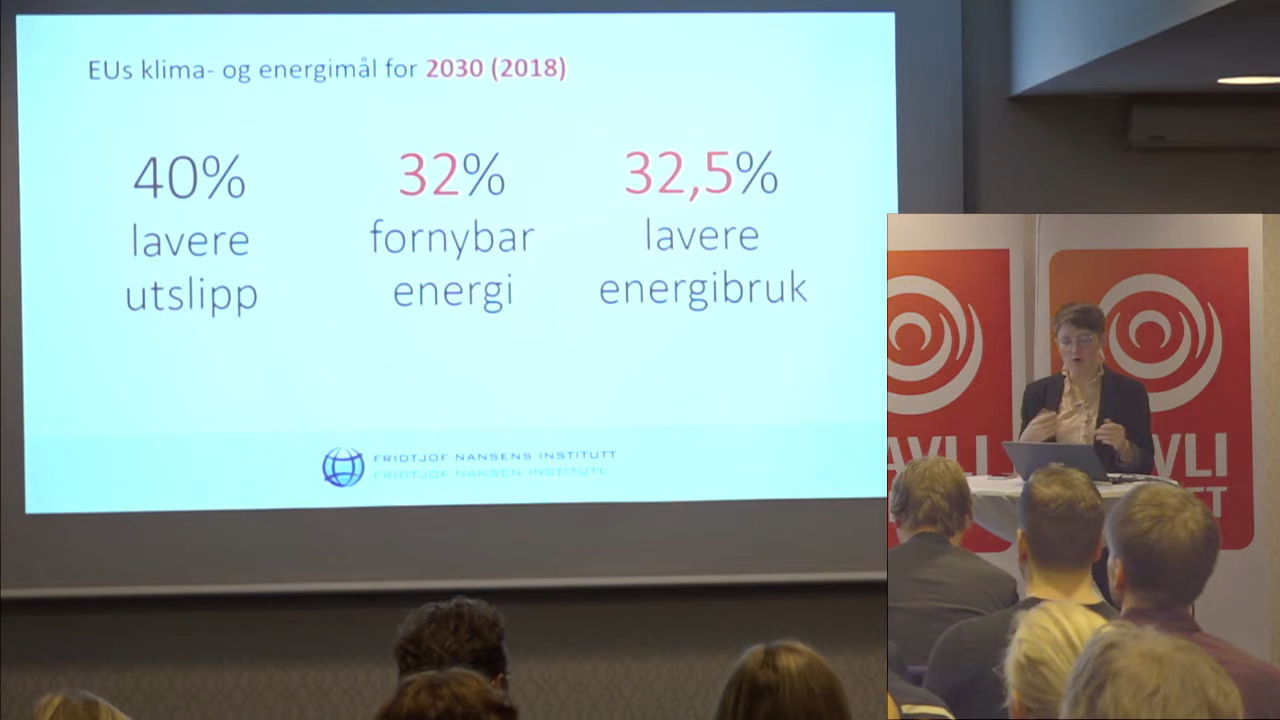 EUs klima- og energimål for 2030 (2018)
40%
lavere
utslipp
32%
fornybar
energi
32,5%
lavere
energibruk
FRIDTJOF NANSENS INSTITUTT
FRIDTJOF NANSEN INSTITUTE